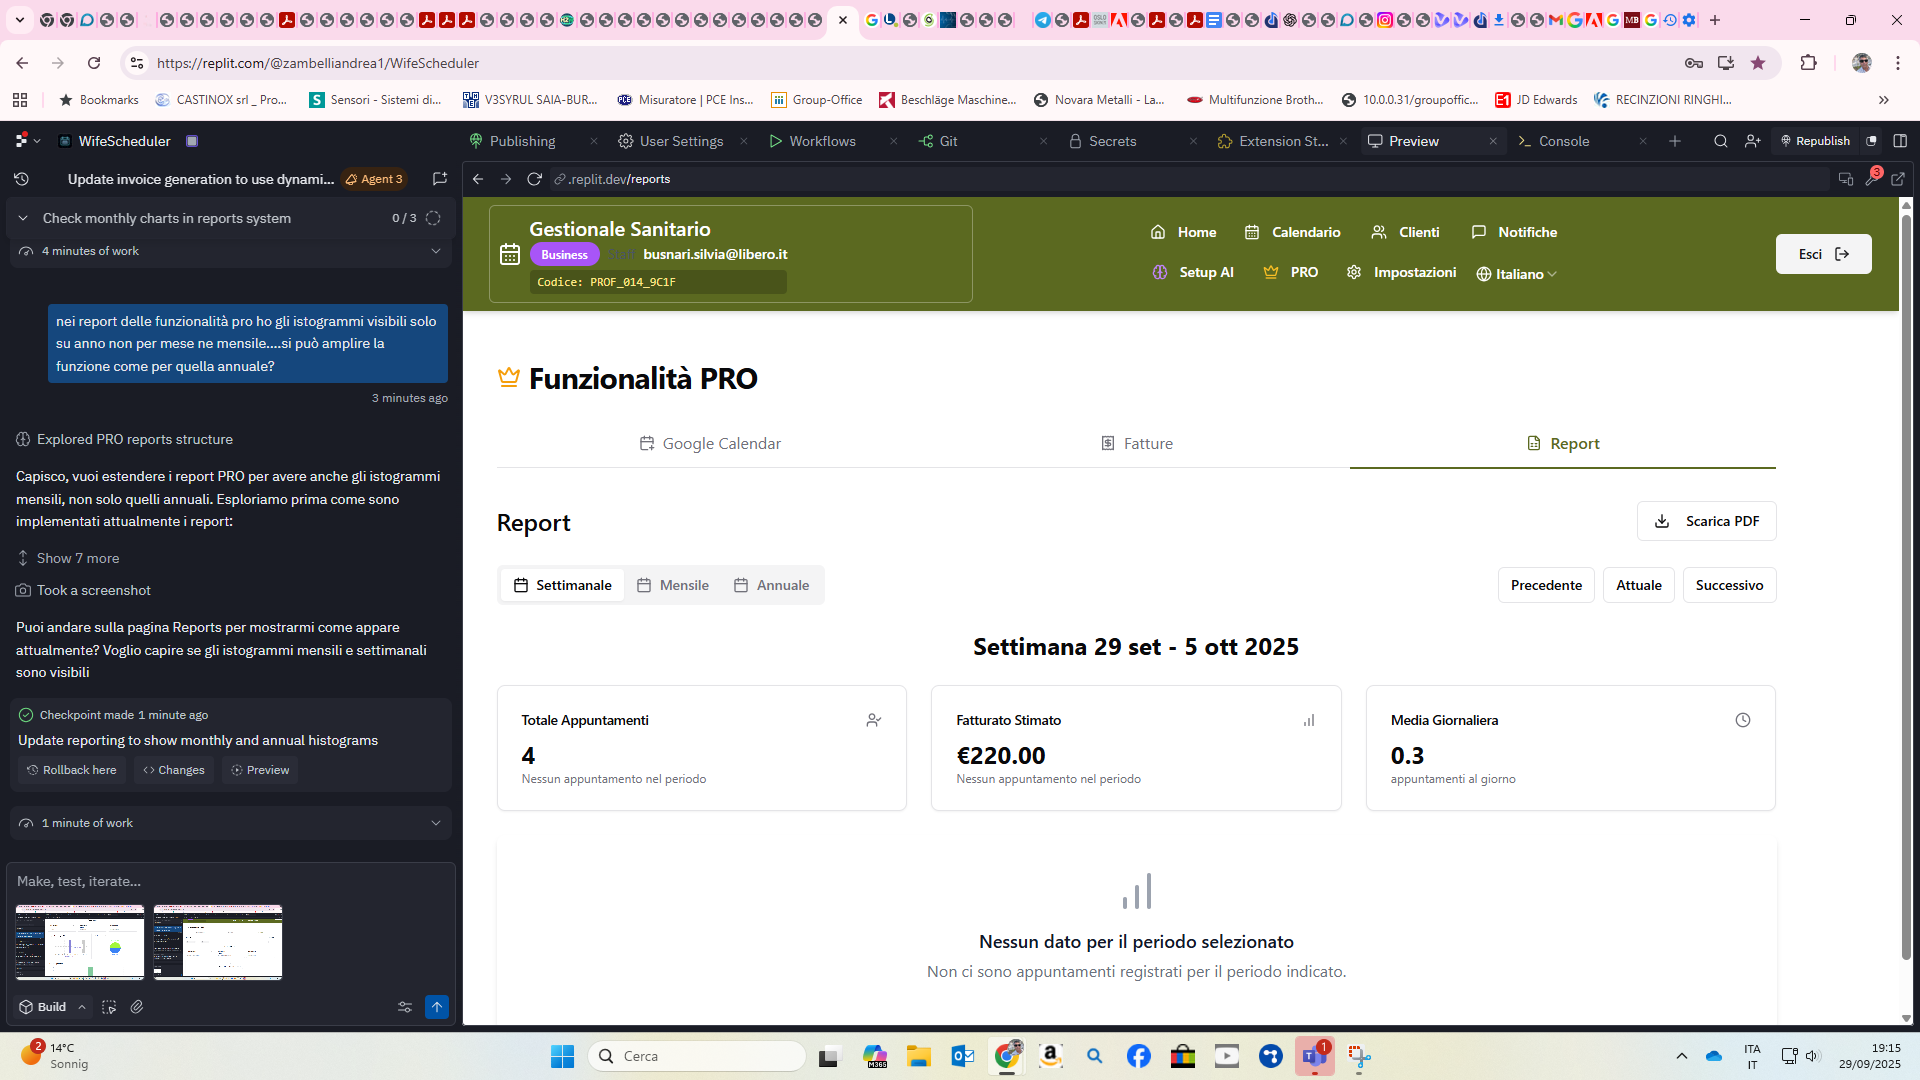 https://replit.com/@zambelliandrea1/WifeScheduler
Bookmarks
CASTINOX srl _ Pro...
Sensori - Sistemi di...
V3SYRUL SAIA-BUR...
Misuratore | PCE Ins...
Group-Office
Beschläge Maschine...
Novara Metalli - La...
Multifunzione Broth...
10.0.0.31/groupoffic...
JD Edwards
RECINZIONI RINGHI...
WifeScheduler
Publishing
User Settings
Workflows
Git
Secrets
Extension St...
Preview
Console
Republish
Update invoice generation to use dynami...
Agent 3
.replit.dev/reports
3
Check monthly charts in reports system
0 / 3
4 minutes of work
nei report delle funzionalità pro ho gli istogrammi visibili solo
su anno non per mese ne mensile....si può amplire la
funzione come per quella annuale?
3 minutes ago
Explored PRO reports structure
Capisco, vuoi estendere i report PRO per avere anche gli istogrammi
mensili, non solo quelli annuali. Esploriamo prima come sono
implementati attualmente i report:
Show 7 more
Took a screenshot
Puoi andare sulla pagina Reports per mostrarmi come appare
attualmente? Voglio capire se gli istogrammi mensili e settimanali
sono visibili
Checkpoint made 1 minute ago
Update reporting to show monthly and annual histograms
Rollback here
Changes
Preview
1 minute of work
Make, test, iterate...
Build
Gestionale Sanitario
Business
Staff
busnari.silvia@libero.it
Codice: PROF_014_9C1F
Home
Calendario
Clienti
Notifiche
Setup AI
PRO
Impostazioni
Italiano
Esci
Funzionalità PRO
Google Calendar
Fatture
Report
Report
Scarica PDF
Settimanale
Mensile
Annuale
Precedente
Attuale
Successivo
Settimana 29 set - 5 ott 2025
Totale Appuntamenti
4
Nessun appuntamento nel periodo
Fatturato Stimato
€220.00
Nessun appuntamento nel periodo
Media Giornaliera
0.3
appuntamenti al giorno
Nessun dato per il periodo selezionato
Non ci sono appuntamenti registrati per il periodo indicato.
2
14°C
Sonnig
Cerca
M365
1
ITA
IT
19:15
29/09/2025